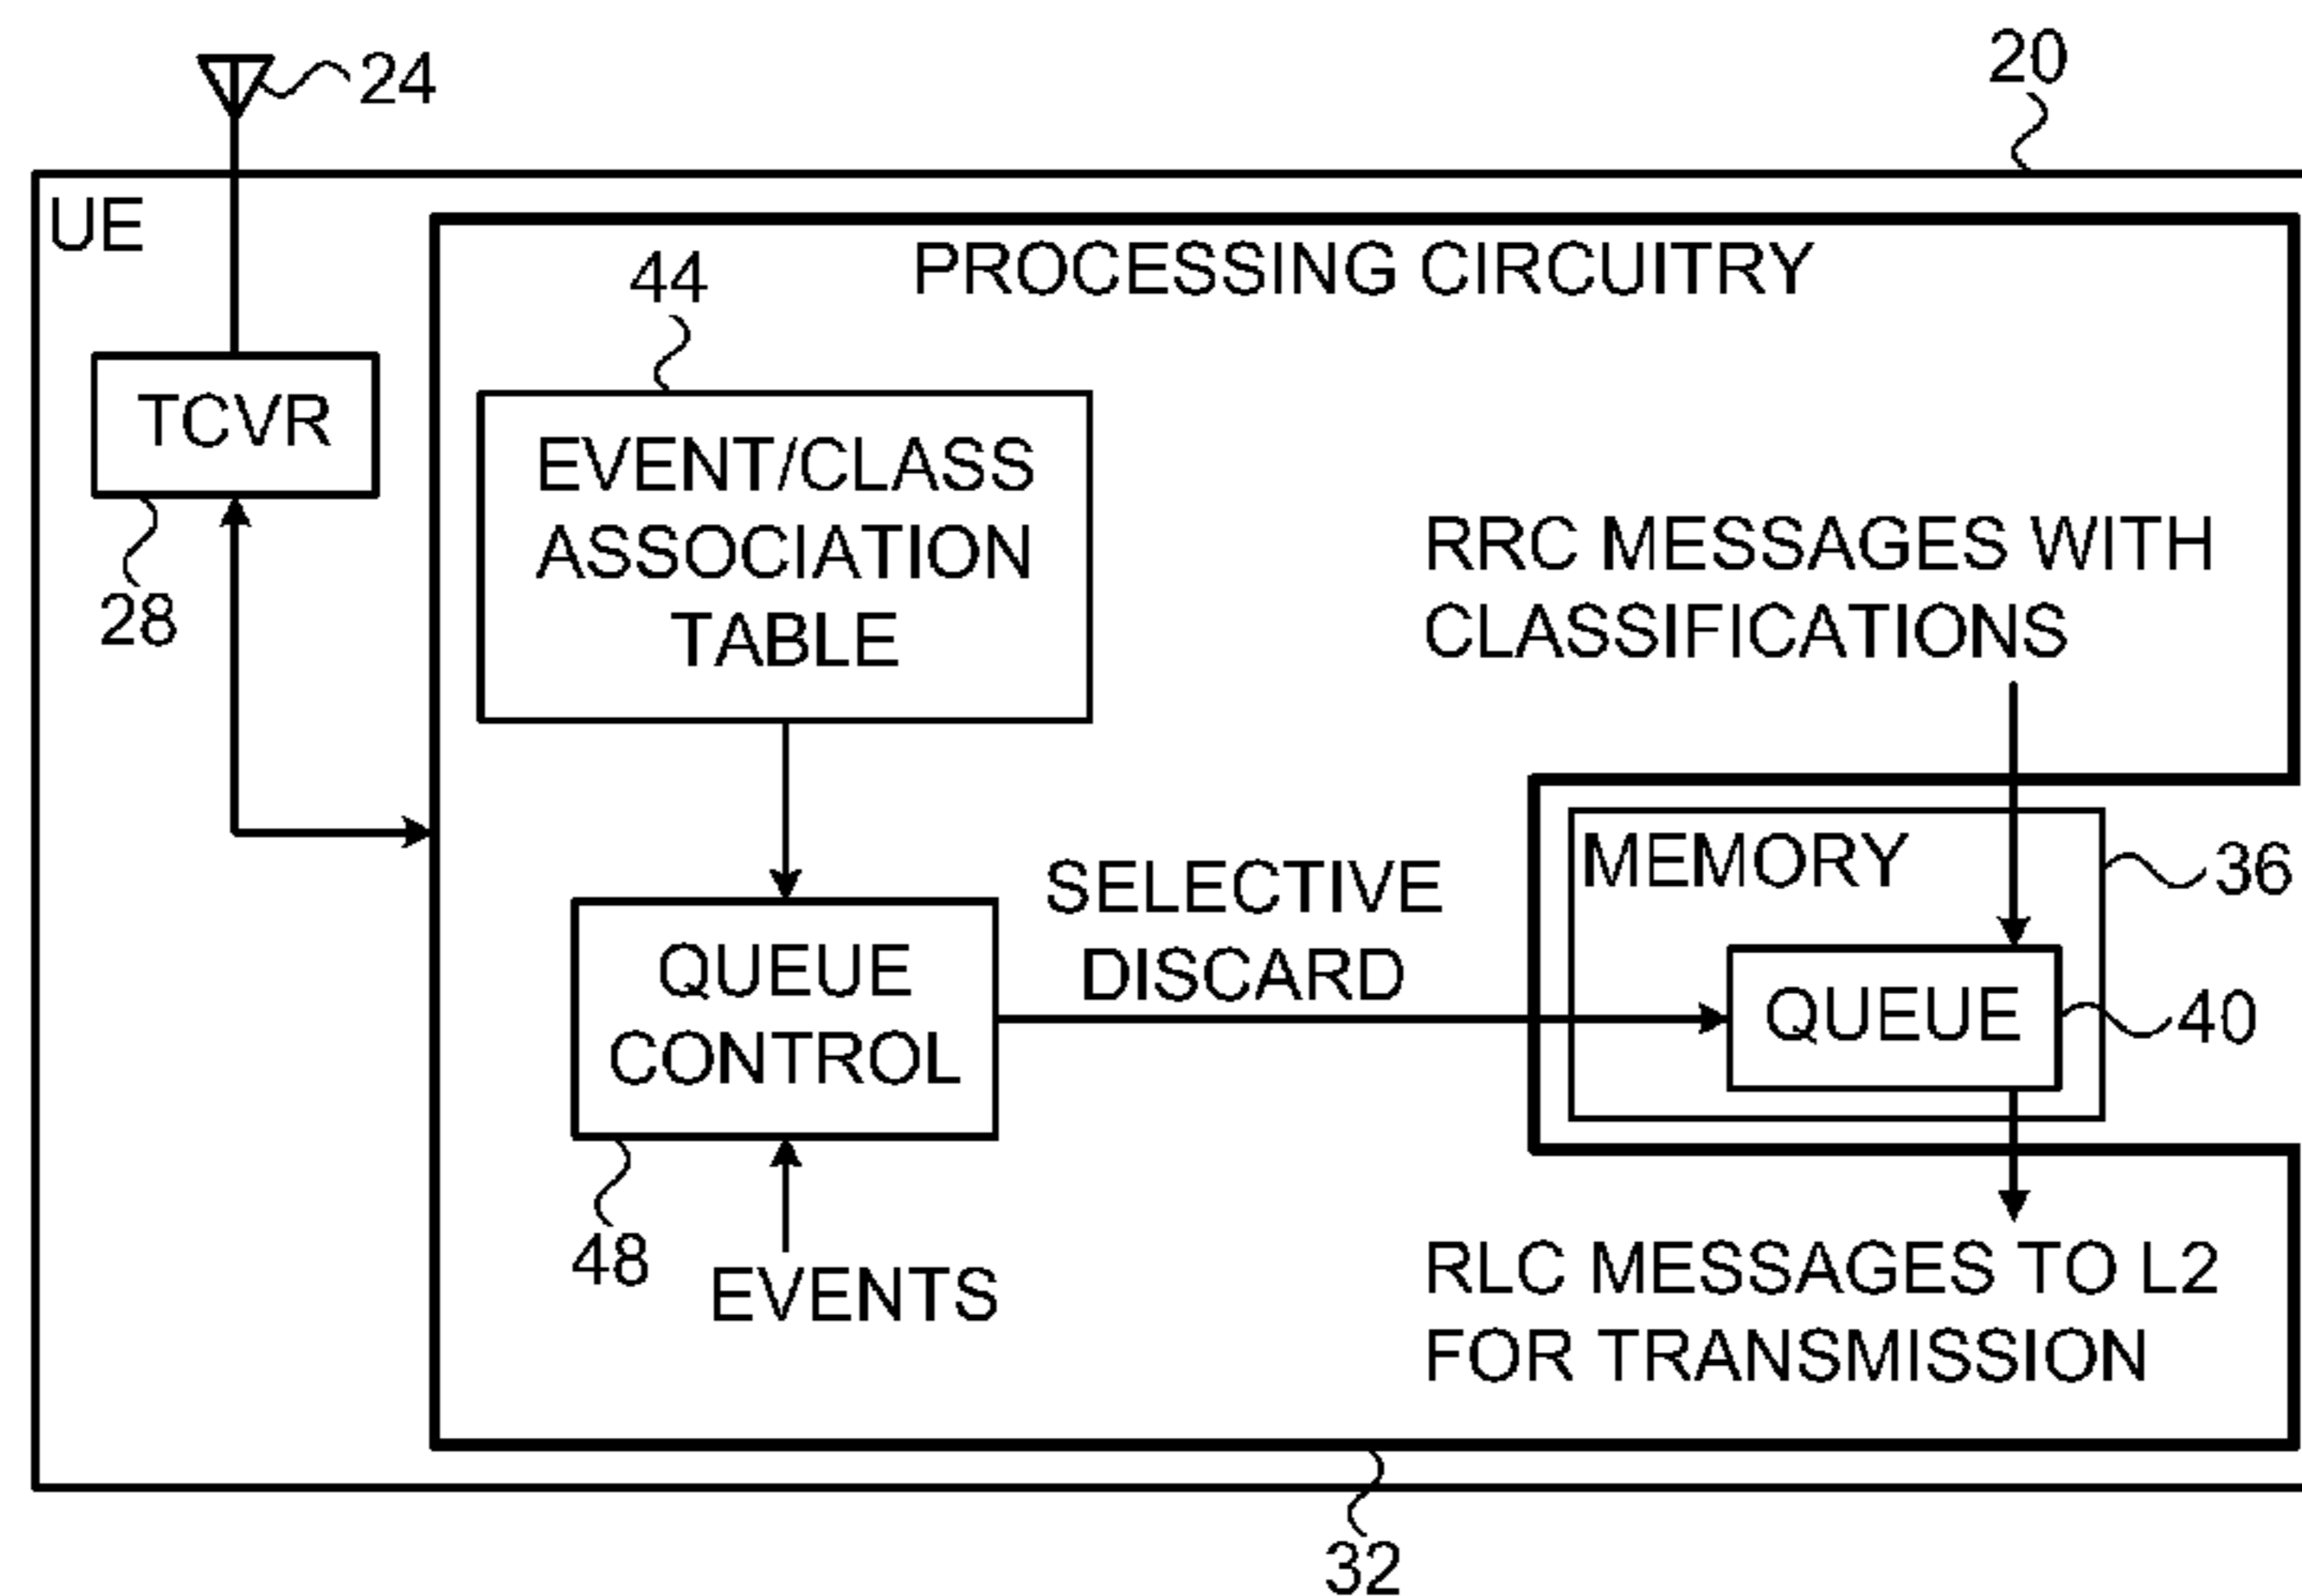 24
20
UE
PROCESSING CIRCUITRY
44
TCVR
EVENT/CLASS
ASSOCIATION
TABLE
28
RRC MESSAGES WITH
CLASSIFICATIONS
MEMORY
36
SELECTIVE
DISCARD
QUEUE
CONTROL
QUEUE
40
48
EVENTS
RLC MESSAGES TO L2
FOR TRANSMISSION
32